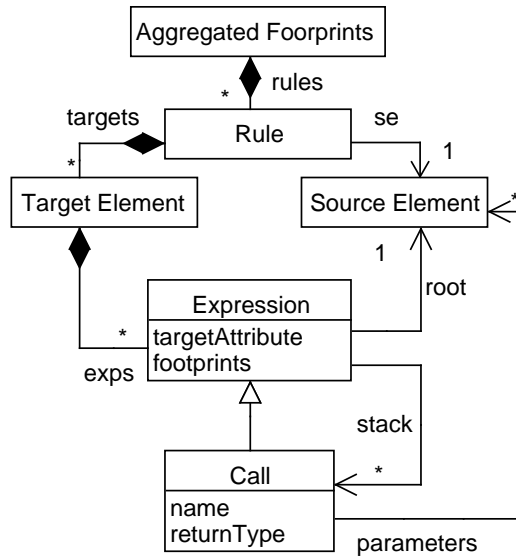 Aggregated Foorprints
* rules
targets
Rule
se
*
1
Target Element
Source Element
*
1
Expression
root
*
targetAttribute
exps
footprints
stack
Call
*
name
returnType
parameters